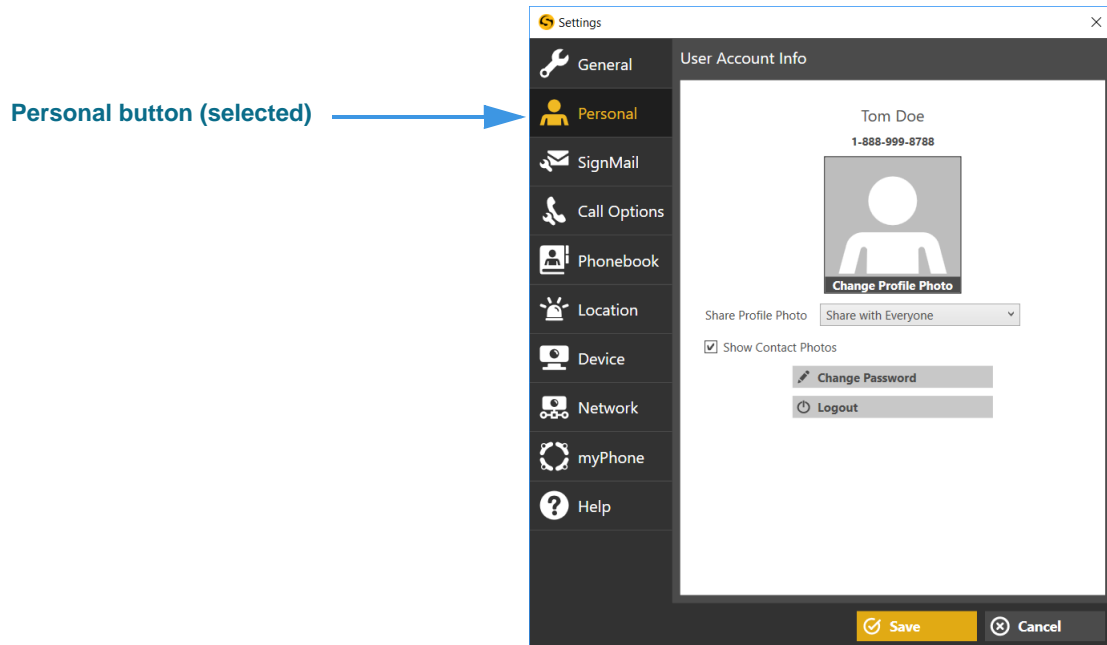 Settings
General
User Account Info
Personal button (selected)
Personal
Tom Doe
1-888-999-8788
SignMail
Call Options
Phonebook
Change Profile Photo
Location
Share Profile Photo Share with Everyone
Show Contact Photos
Device
Change Password
Network
Logout
myPhone
Help
Save
Cancel